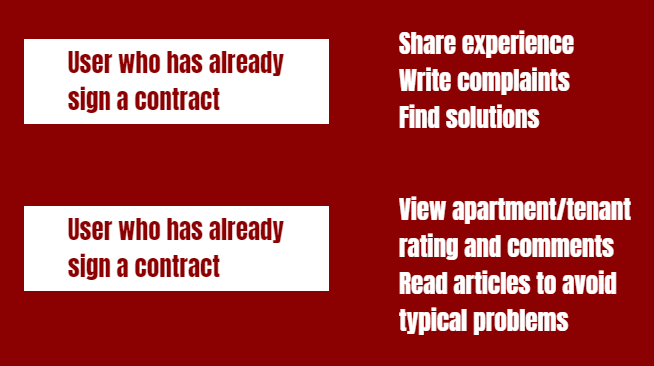 User who has already
sign a contract
Share experience
Write complaints
Find solutions
User who has already
sign a contract
View apartment/tenant
rating and comments
Read articles to avoid
typical problems